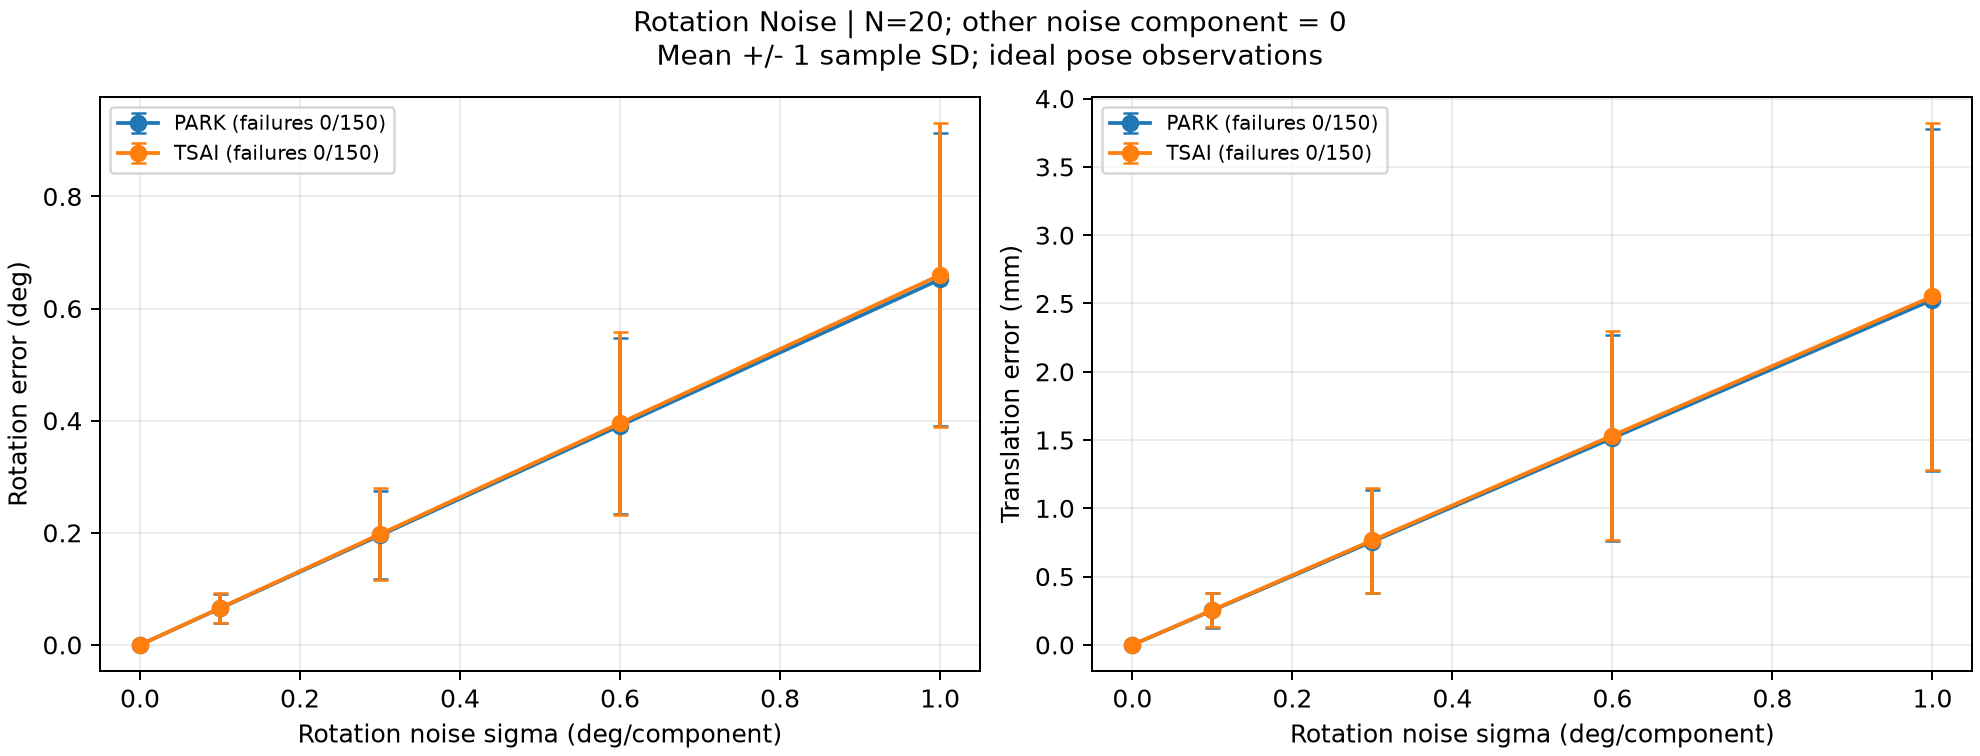 Rotation Noise | N=20; other noise component = 0
Mean +/- 1 sample SD; ideal pose observations
PARK (failures 0/150)
TSAI (failures 0/150)
Rotation error (deg)
0.8
0.6
0.4
0.2
0.0
0.0 0.2 0.4 0.6 0.8 1.0
Rotation noise sigma (deg/component)
PARK (failures 0/150)
TSAI (failures 0/150)
Translation error (mm)
4.0
3.5
3.0
2.5
2.0
1.5
1.0
0.5
0.0
0.0 0.2 0.4 0.6 0.8 1.0
Rotation noise sigma (deg/component)